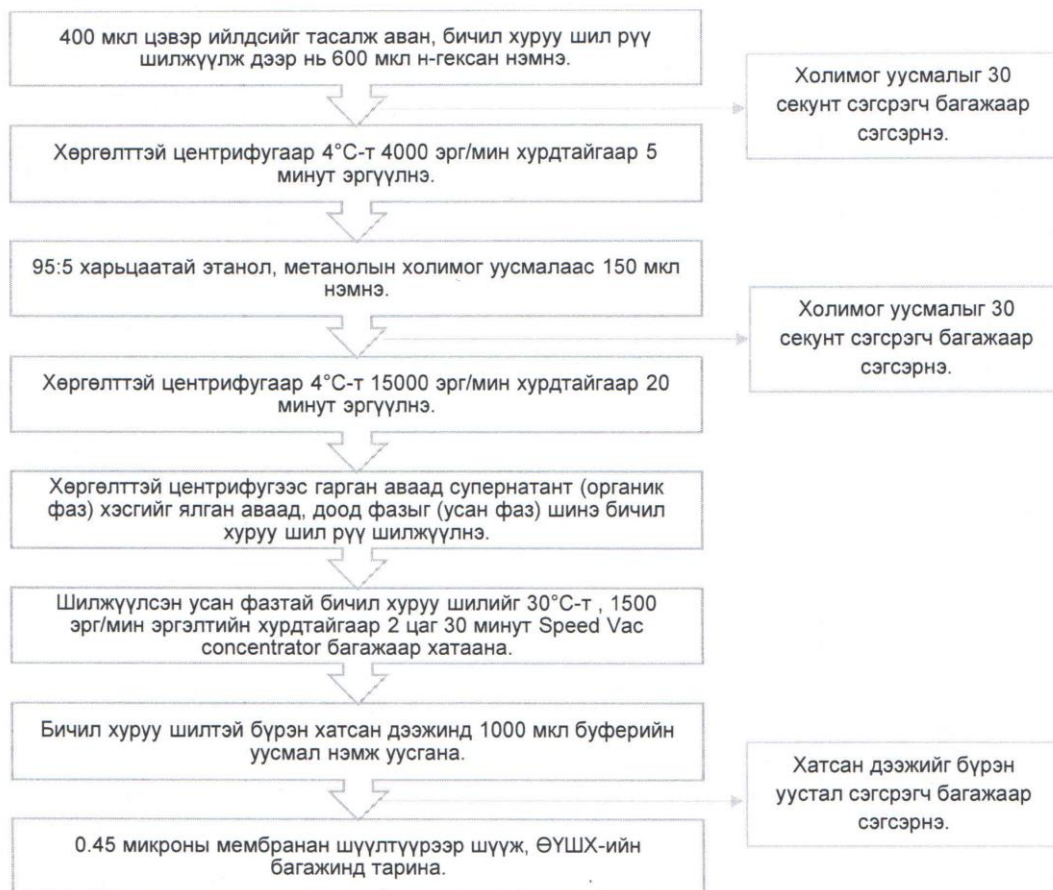 400 мкл цэвэр ийлдсийг тасалж аван, бичил хуруу шил рүү
шилжүүлж дээр нь 600 мкл н-гексан нэмнэ.
Холимог уусмалыг 30
секунт сэгсрэгч багажаар
сэгсэрнэ.
Хөргөлттэй центрифугаар 4°С-т 4000 эрг/мин хурдтайгаар 5
минут эргүүлнэ.
95:5 харьцаатай этанол, метанолын холимог уусмалаас 150 мкл
нэмнэ.
Холимог уусмалыг 30
секунт сэгсрэгч багажаар
сэгсэрнэ.
Хөргөлттэй центрифугаар 4°С-т 15000 эрг/мин хурдтайгаар 20
минут эргүүлнэ.
Хөргөлттэй центрифугээс гарган аваад супернатант (органик
фаз) хэсгийг ялган аваад, доод фазыг (усан фаз) шинэ бичил
хуруу шил рүү шилжүүлнэ.
Шилжүүлсэн усан фазтай бичил хуруу шилийг 30°С-т , 1500
эрг/мин эргэлтийн хурдтайгаар 2 цаг 30 минут Speed Vac
concentrator багажаар хатаана.
Бичил хуруу шилтэй бүрэн хатсан дээжинд 1000 мкл буферийн
уусмал нэмж уусгана.
Хатсан дээжийг бүрэн
уустал сэгсрэгч багажаар
сэгсэрнэ.
0.45 микроны мембранан шүүлтүүрээр шүүж, ӨҮШХ-ийн
багажинд тарина.